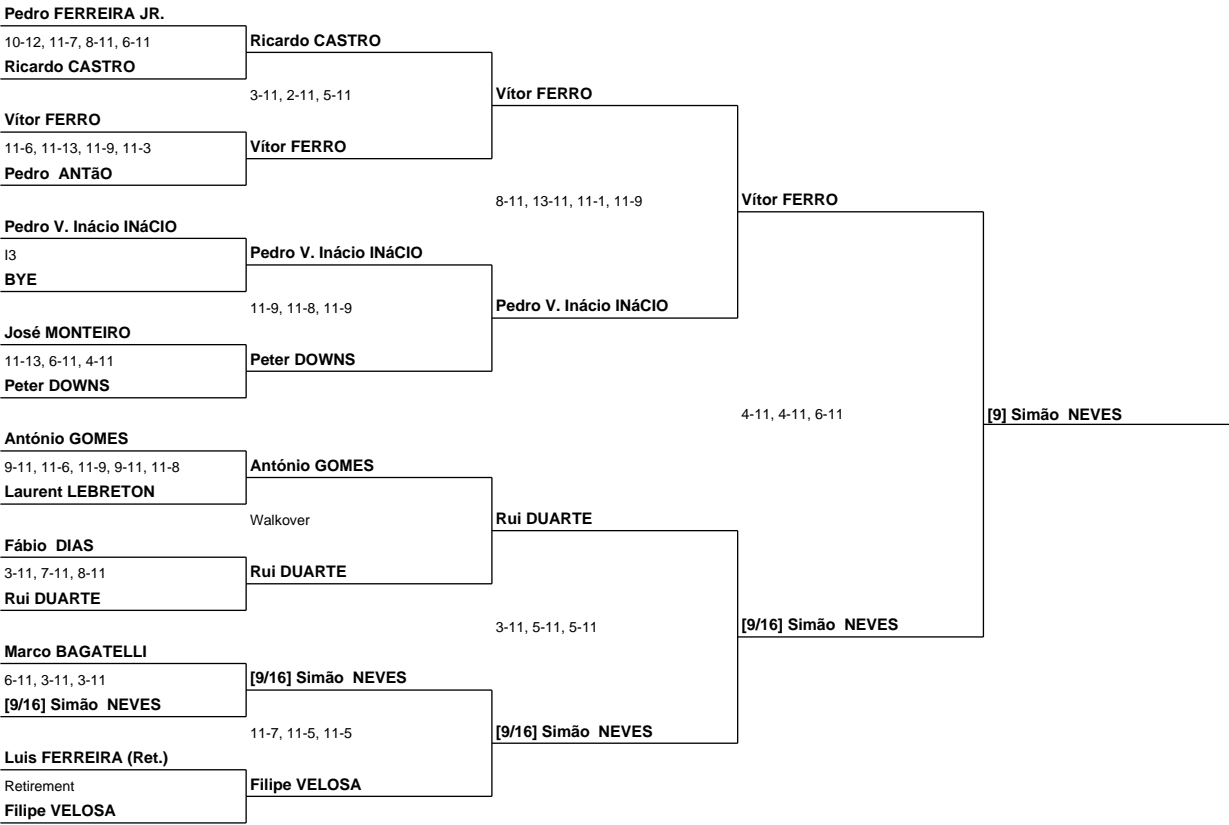 Pedro FERREIRA JR.
10-12, 11-7, 8-11, 6-11
Ricardo CASTRO
Vítor FERRO
11-6, 11-13, 11-9, 11-3
Pedro ANTãO
Pedro V. Inácio INáCIO
I3
BYE
José MONTEIRO
11-13, 6-11, 4-11
Peter DOWNS
António GOMES
9-11, 11-6, 11-9, 9-11, 11-8
Laurent LEBRETON
Fábio DIAS
3-11, 7-11, 8-11
Rui DUARTE
Marco BAGATELLI
6-11, 3-11, 3-11
[9/16] Simão NEVES
Luis FERREIRA (Ret.)
Retirement
Filipe VELOSA
Ricardo CASTRO
3-11, 2-11, 5-11
Vítor FERRO
Pedro V. Inácio INáCIO
11-9, 11-8, 11-9
Peter DOWNS
António GOMES
Walkover
Rui DUARTE
[9/16] Simão NEVES
11-7, 11-5, 11-5
Filipe VELOSA
Vítor FERRO
8-11, 13-11, 11-1, 11-9
Pedro V. Inácio INáCIO
Rui DUARTE
3-11, 5-11, 5-11
[9/16] Simão NEVES
Vítor FERRO
4-11, 4-11, 6-11
[9/16] Simão NEVES
[9] Simão NEVES